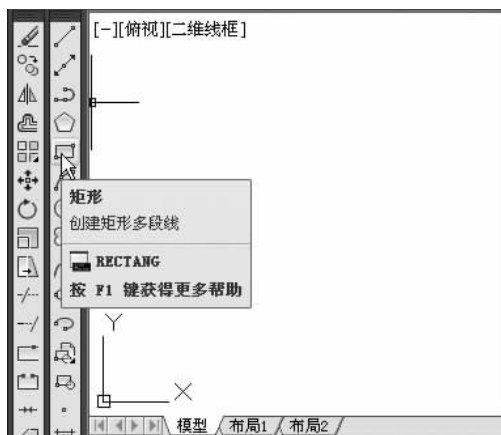 [-][俯视][二维线框]
矩形
创建矩形多段线
RECTANG
按 F1 键获得更多帮助
Y
X
模型 布局1 布局2